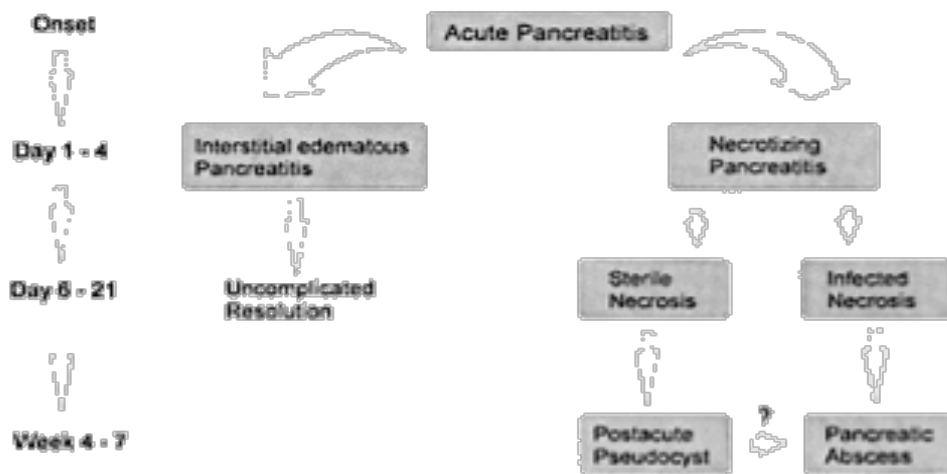 Onset
Acute Pancreatitis
Day 1 - 4
Interstitial edematous
Pancreatitis
Necrotizing
Pancreatitis
Day 6 - 21
Uncomplicated
Resolution
Sterile
Necrosis
Infected
Necrosis
Week 4 - 7
Postacute
Pseudocyst
?
Pancreatic
Abscess